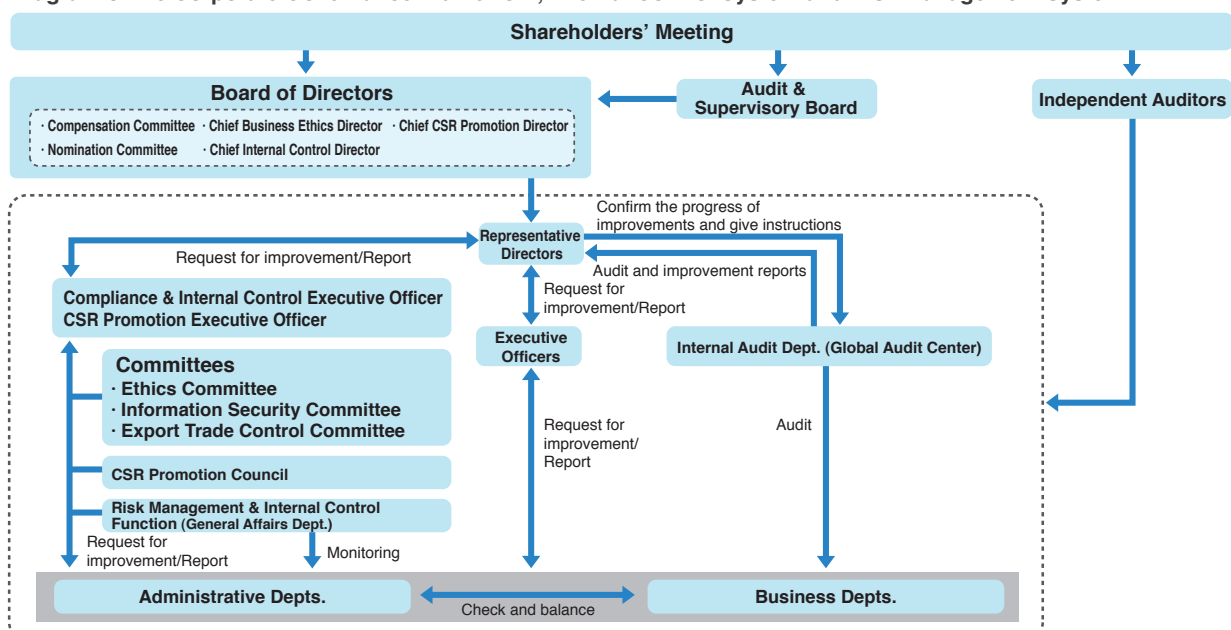 Shareholders' Meeting
Board of Directors
· Compensation Committee · Chief Business Ethics Director · Chief CSR Promotion Director
· Nomination Committee · Chief Internal Control Director
Audit &
Supervisory Board
Independent Auditors
Representative
Directors
Confirm the progress of
improvements and give instructions
Audit and improvement reports
Request for improvement/Report
Request for
improvement/Report
Compliance & Internal Control Executive Officer
CSR Promotion Executive Officer
Executive
Officers
Internal Audit Dept. (Global Audit Center)
Committees
· Ethics Committee
· Information Security Committee
· Export Trade Control Committee
Request for
improvement/
Report
Audit
CSR Promotion Council
Risk Management & Internal Control
Function (General Affairs Dept.)
Request for
improvement/Report
Monitoring
Administrative Depts.
Check and balance
Business Depts.